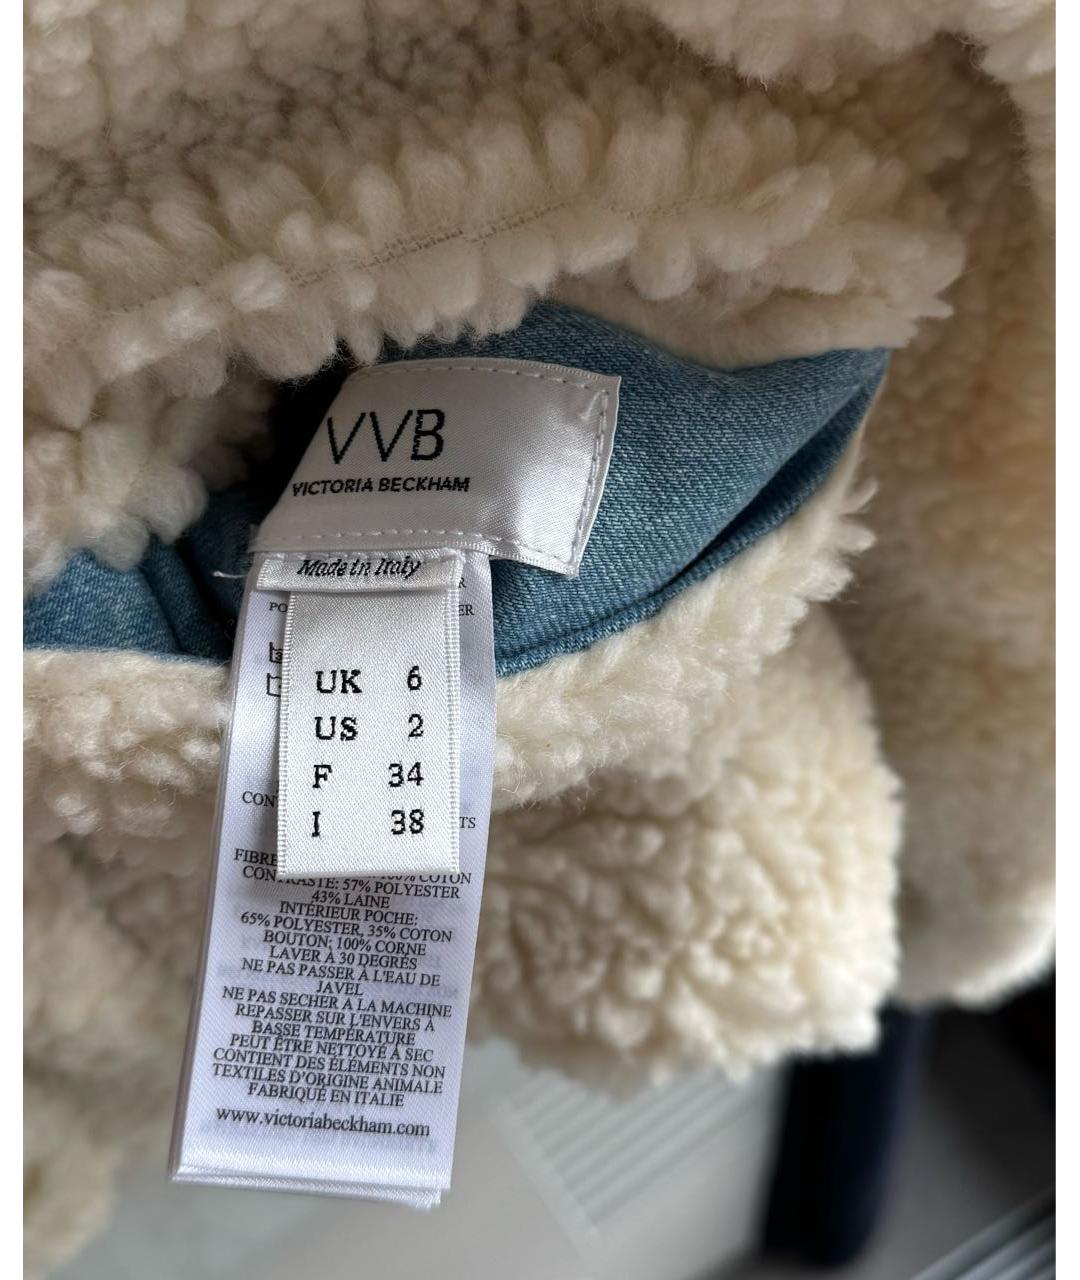 VVB
VICTORIA BECKHAM
Made in Italy
UK 6
US 2
F 34
I 38
100% COTON
CONTRASTE: 57% POLYESTER
43% LAINE
INTÉRIEUR POCHE:
65% POLYESTER, 35% COTON
BOUTON: 100% CORNE
LAVER À 30 DEGRÉS
NE PAS PASSER À L'EAU DE
JAVEL
NE PAS SECHER A LA MACHINE
REPASSER SUR L'ENVERS À
BASSE TEMPÉRATURE
PEUT ÊTRE NETTOYÉ À SEC
CONTIENT DES ÉLÉMENTS NON
TEXTILES D'ORIGINE ANIMALE
FABRIQUÉ EN ITALIE
www.victoriabeckham.com